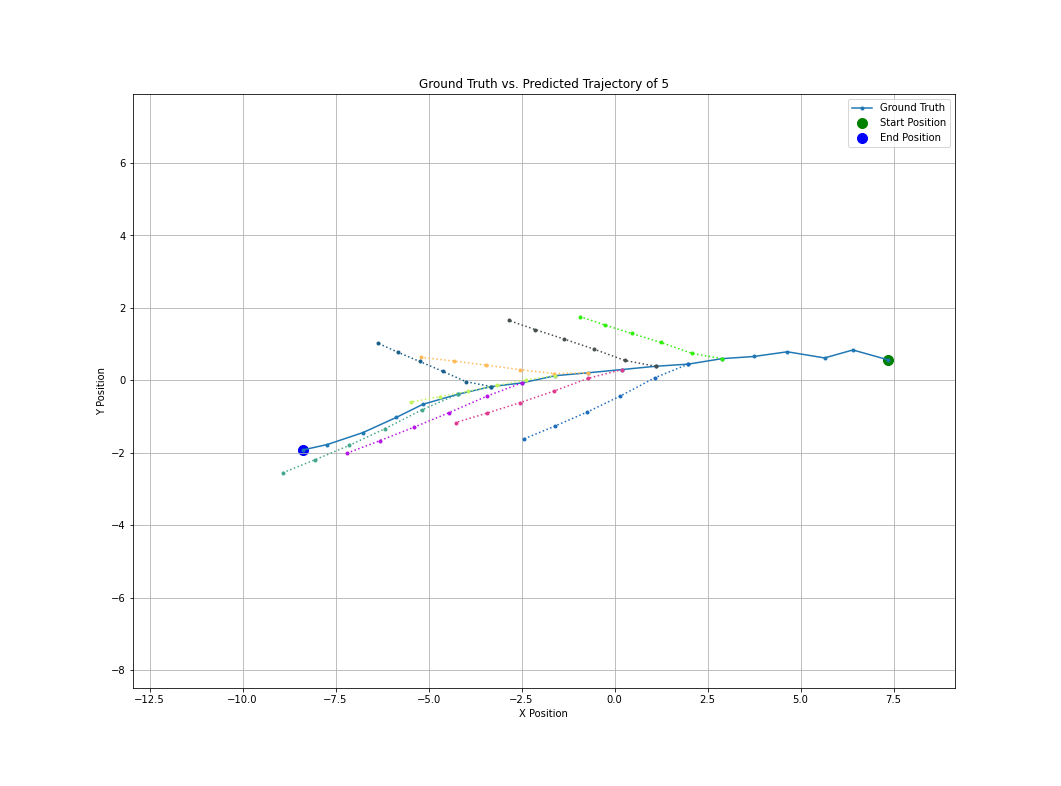 Ground Truth vs. Predicted Trajectory of 5
Ground Truth
Start Position
End Position
6
4
2
0
−2
−4
−6
−8
Y Position
−12.5 −10.0 −7.5 −5.0 −2.5 0.0 2.5 5.0 7.5
X Position